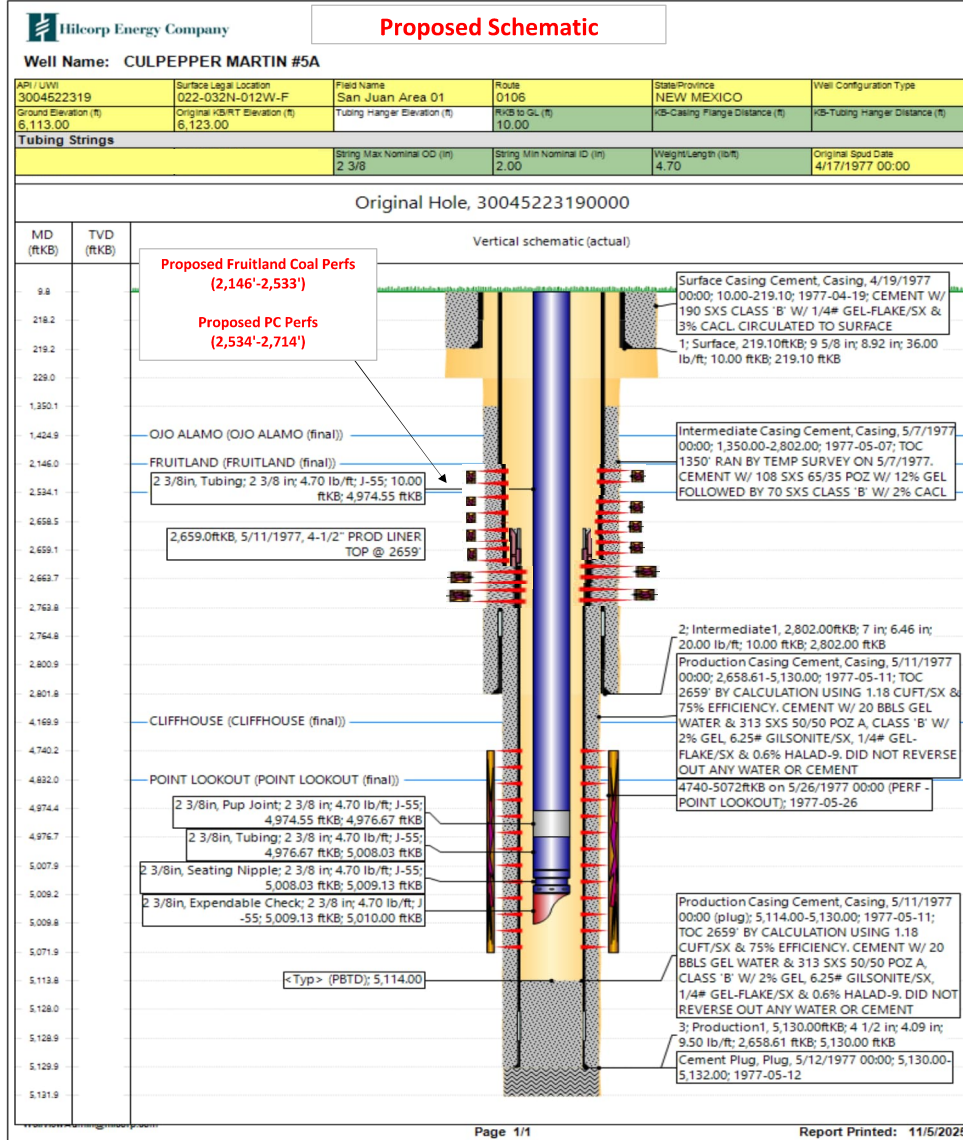 Hilcorp Energy Company
Proposed Schematic
Well Name: CULPEPPER MARTIN #5A
API / UWI
3004522319
Surface Legal Location
022-032N-012W-F
Field Name
San Juan Area 01
Route
0106
State/Province
NEW MEXICO
Well Configuration Type
Ground Elevation (ft)
6,113.00
Original KB/RT Elevation (ft)
6,123.00
Tubing Hanger Elevation (ft)
RKB to GL (ft)
10.00
KB-Casing Flange Distance (ft)
KB-Tubing Hanger Distance (ft)
Tubing Strings
String Max Nominal OD (in)
2 3/8
String Min Nominal ID (in)
2.00
Weight/Length (lb/ft)
4.70
Original Spud Date
4/17/1977 00:00
Original Hole, 30045223190000
MD
(ftKB)
TVD
(ftKB)
Vertical schematic (actual)
Proposed Fruitland Coal Perfs
(2,146'-2,533')
Proposed PC Perfs
(2,534'-2,714')
9.8
218.2
219.2
229.0
1,350.1
1,424.9
2,146.0
2,534.1
2,658.5
2,659.1
2,663.7
2,763.8
2,764.8
2,800.9
2,801.8
4,169.9
4,740.2
4,832.0
4,974.4
4,976.7
5,007.9
5,009.2
5,009.8
5,071.9
5,113.8
5,128.0
5,128.9
5,129.9
5,131.9
OJO ALAMO (OJO ALAMO (final))
FRUITLAND (FRUITLAND (final))
2 3/8in, Tubing; 2 3/8 in; 4.70 lb/ft; J-55; 10.00
ftKB; 4,974.55 ftKB
2,659.0ftKB, 5/11/1977, 4-1/2" PROD LINER
TOP @ 2659'
CLIFFHOUSE (CLIFFHOUSE (final))
POINT LOOKOUT (POINT LOOKOUT (final))
2 3/8in, Pup Joint; 2 3/8 in; 4.70 lb/ft; J-55;
4,974.55 ftKB; 4,976.67 ftKB
2 3/8in, Tubing; 2 3/8 in; 4.70 lb/ft; J-55;
4,976.67 ftKB; 5,008.03 ftKB
2 3/8in, Seating Nipple; 2 3/8 in; 4.70 lb/ft; J-55;
5,008.03 ftKB; 5,009.13 ftKB
2 3/8in, Expendable Check; 2 3/8 in; 4.70 lb/ft; J
-55; 5,009.13 ftKB; 5,010.00 ftKB
<Typ> (PBTD); 5,114.00
Surface Casing Cement, Casing, 4/19/1977
00:00; 10.00-219.10; 1977-04-19; CEMENT W/
190 SXS CLASS 'B' W/ 1/4# GEL-FLAKE/SX &
3% CACL. CIRCULATED TO SURFACE
1; Surface, 219.10ftKB; 9 5/8 in; 8.92 in; 36.00
lb/ft; 10.00 ftKB; 219.10 ftKB
Intermediate Casing Cement, Casing, 5/7/1977
00:00; 1,350.00-2,802.00; 1977-05-07; TOC
1350' RAN BY TEMP SURVEY ON 5/7/1977.
CEMENT W/ 108 SXS 65/35 POZ W/ 12% GEL
FOLLOWED BY 70 SXS CLASS 'B' W/ 2% CACL
2; Intermediate1, 2,802.00ftKB; 7 in; 6.46 in;
20.00 lb/ft; 10.00 ftKB; 2,802.00 ftKB
Production Casing Cement, Casing, 5/11/1977
00:00; 2,658.61-5,130.00; 1977-05-11; TOC
2659' BY CALCULATION USING 1.18 CUFT/SX &
75% EFFICIENCY. CEMENT W/ 20 BBLS GEL
WATER & 313 SXS 50/50 POZ A, CLASS 'B' W/
2% GEL, 6.25# GILSONITE/SX, 1/4# GEL-
FLAKE/SX & 0.6% HALAD-9. DID NOT REVERSE
OUT ANY WATER OR CEMENT
4740-5072ftKB on 5/26/1977 00:00 (PERF -
POINT LOOKOUT); 1977-05-26
Production Casing Cement, Casing, 5/11/1977
00:00 (plug); 5,114.00-5,130.00; 1977-05-11;
TOC 2659' BY CALCULATION USING 1.18
CUFT/SX & 75% EFFICIENCY. CEMENT W/ 20
BBLS GEL WATER & 313 SXS 50/50 POZ A,
CLASS 'B' W/ 2% GEL, 6.25# GILSONITE/SX,
1/4# GEL-FLAKE/SX & 0.6% HALAD-9. DID NOT
REVERSE OUT ANY WATER OR CEMENT
3; Production1, 5,130.00ftKB; 4 1/2 in; 4.09 in;
9.50 lb/ft; 2,658.61 ftKB; 5,130.00 ftKB
Cement Plug, Plug, 5/12/1977 00:00; 5,130.00-
5,132.00; 1977-05-12
Page 1/1
Report Printed: 11/5/2025